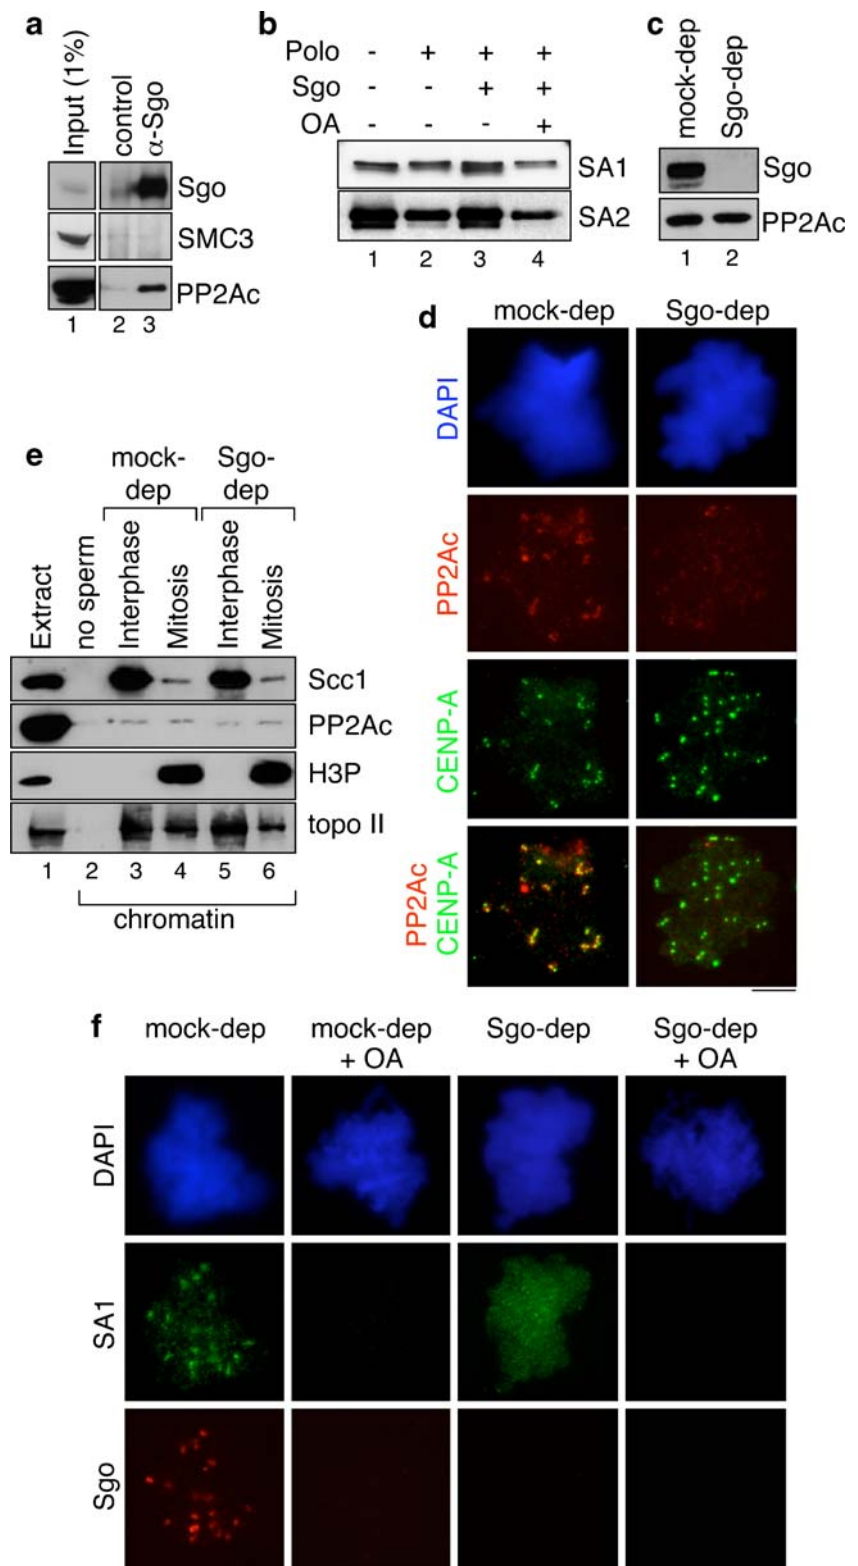 a
Input (1%)
control
α-Sgo
Sgo
SMC3
PP2Ac
1 2 3
b
Polo - + + +
Sgo - - + +
OA - - - +
SA1
SA2
1 2 3 4
c
mock-dep
Sgo-dep
Sgo
PP2Ac
1 2
d
mock-dep Sgo-dep
DAPI
PP2Ac
CENP-A
PP2Ac
CENP-A
e
mock-
dep
Sgo-
dep
Extract
no sperm
Interphase
Mitosis
Interphase
Mitosis
Scc1
PP2Ac
H3P
topo II
1 2 3 4 5 6
chromatin
f
mock-dep mock-dep Sgo-dep Sgo-dep
+ OA + OA
DAPI
SA1
Sgo